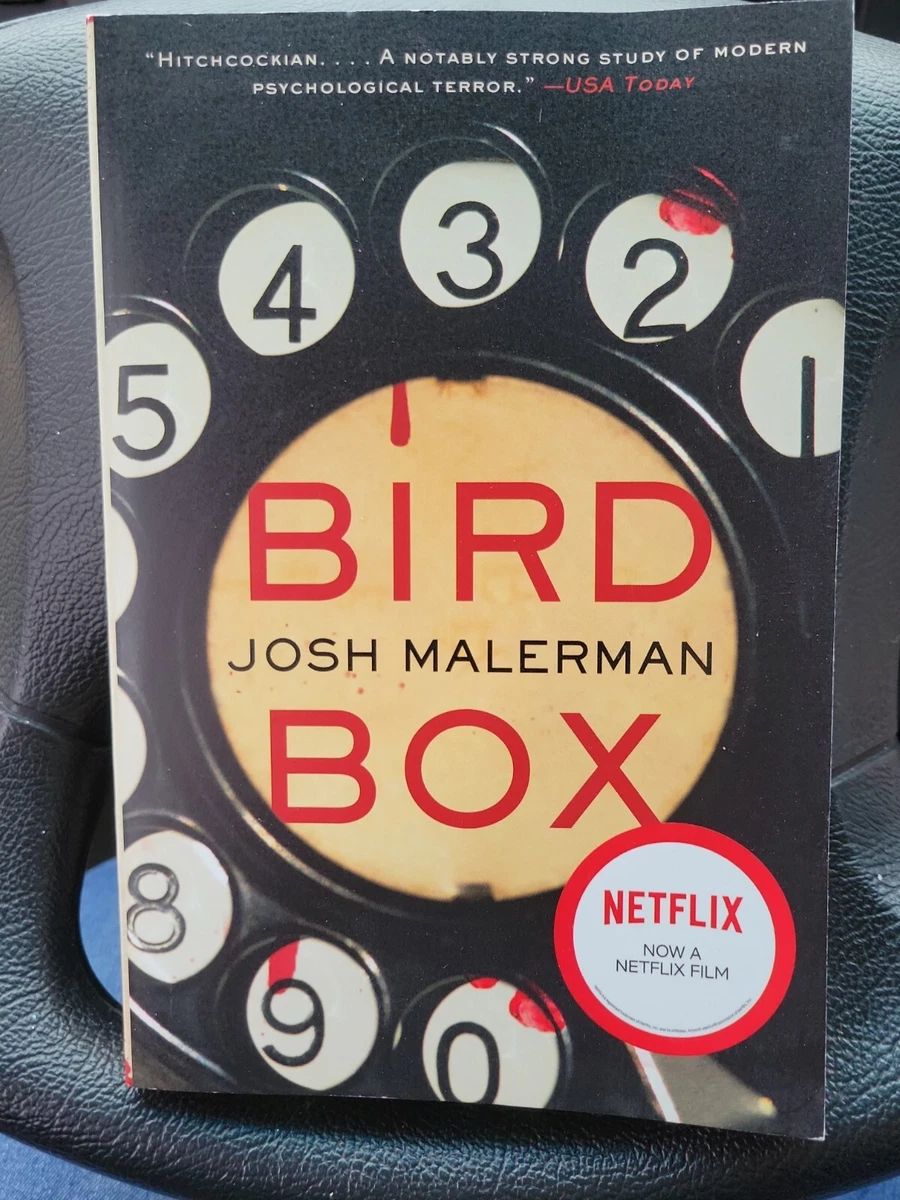 “HITCHCOCKIAN. . . . A NOTABLY STRONG STUDY OF MODERN
PSYCHOLOGICAL TERROR.” —USA TODAY
3
4
2
5
1
BIRD
JOSH MALERMAN
BOX
8
NETFLIX
NOW A
NETFLIX FILM
9
0